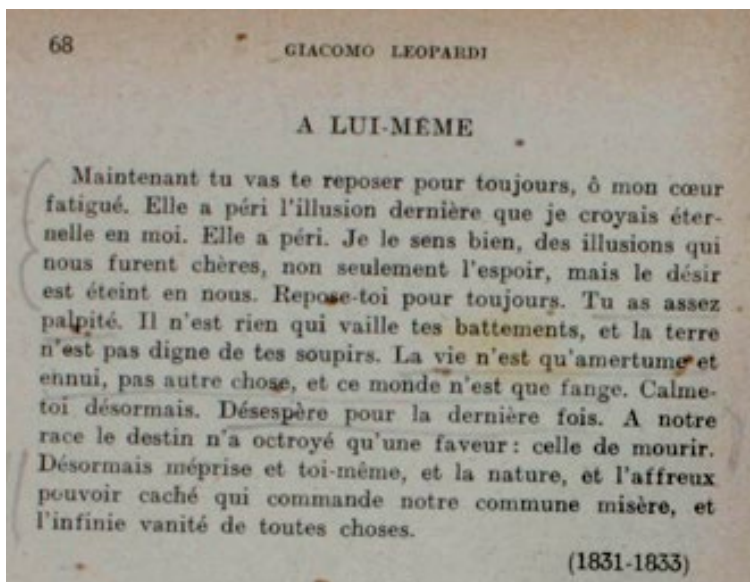 68
GIACOMO LEOPARDI
A LUI-MÊME
Maintenant tu vas te reposer pour toujours, ô mon cœur
fatigué. Elle a péri l'illusion dernière que je croyais éter-
nelle en moi. Elle a péri. Je le sens bien, des illusions qui
nous furent chères, non seulement l'espoir, mais le désir
est éteint en nous. Repose-toi pour toujours. Tu as assez
palpité. Il n'est rien qui vaille tes battements, et la terre
n'est pas digne de tes soupirs. La vie n'est qu'amertume et
ennui, pas autre chose, et ce monde n'est que fange. Calme-
toi désormais. Désespère pour la dernière fois. A notre
race le destin n'a octroyé qu'une faveur : celle de mourir.
Désormais méprise et toi-même, et la nature, et l'affreux
pouvoir caché qui commande notre commune misère, et
l'infinie vanité de toutes choses.
(1831-1833)